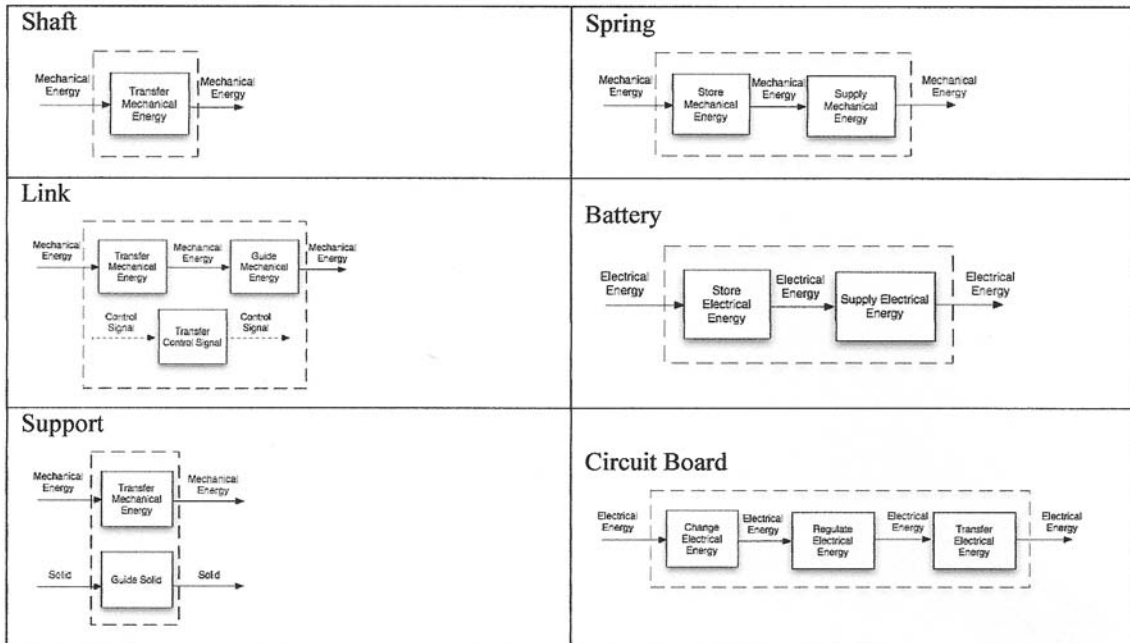 Shaft
Mechanical
Energy
Transfer
Mechanical
Energy
Mechanical
Energy
Spring
Mechanical
Energy
Store
Mechanical
Energy
Mechanical
Energy
Supply
Mechanical
Energy
Mechanical
Energy
Link
Mechanical
Energy
Transfer
Mechanical
Energy
Mechanical
Energy
Guide
Mechanical
Energy
Mechanical
Energy
Control
Signal
Transfer
Control Signal
Control
Signal
Battery
Electrical
Energy
Store
Electrical
Energy
Electrical
Energy
Supply Electrical
Energy
Electrical
Energy
Support
Mechanical
Energy
Transfer
Mechanical
Energy
Mechanical
Energy
Solid
Guide Solid
Solid
Circuit Board
Electrical
Energy
Change
Electrical
Energy
Electrical
Energy
Regulate
Electrical
Energy
Electrical
Energy
Transfer
Electrical
Energy
Electrical
Energy